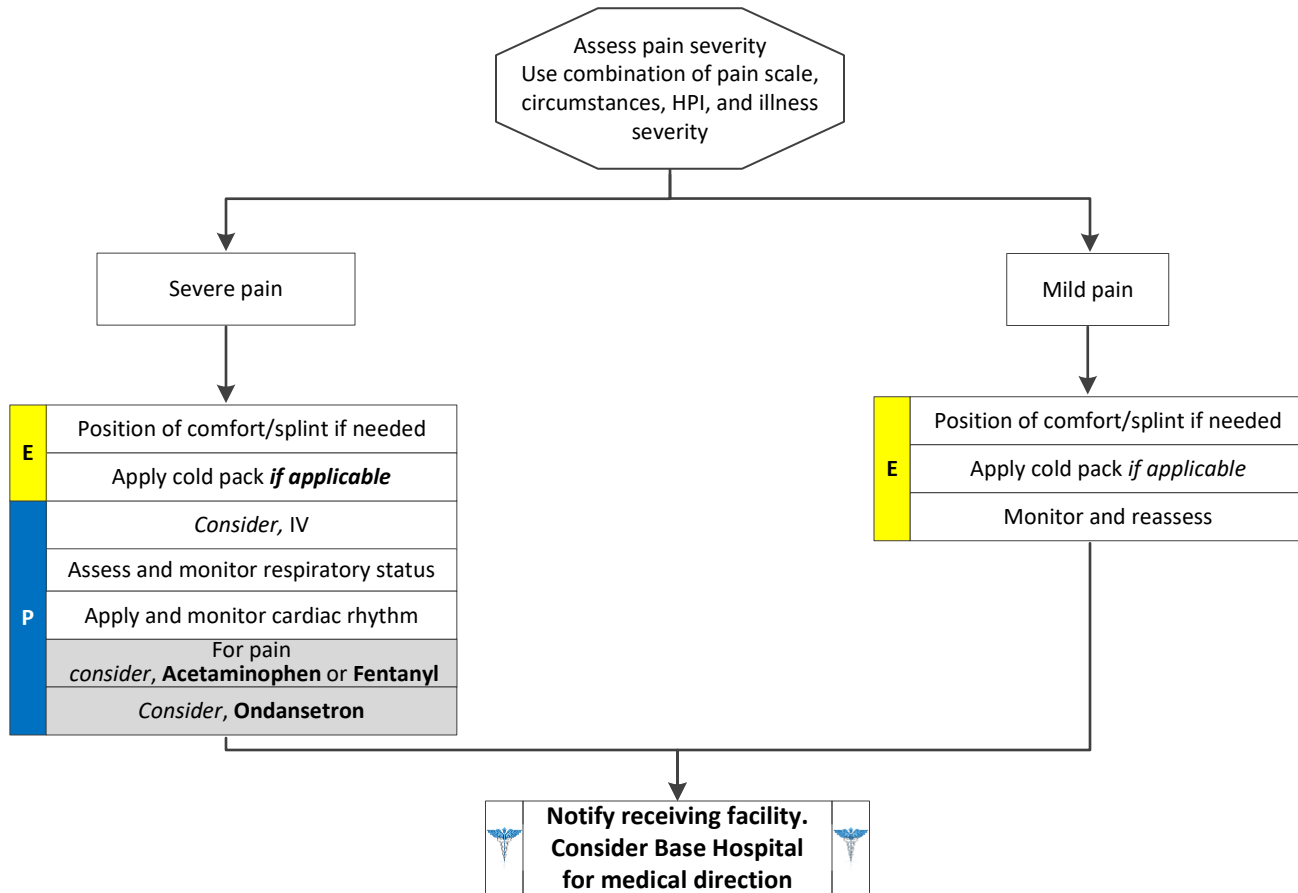 Assess pain severity
Use combination of pain scale,
circumstances, HPI, and illness
severity
Severe pain
Mild pain
E
Position of comfort/splint if needed
Apply cold pack if applicable
P
Consider, IV
Assess and monitor respiratory status
Apply and monitor cardiac rhythm
For pain
consider, Acetaminophen or Fentanyl
Consider, Ondansetron
E
Position of comfort/splint if needed
Apply cold pack if applicable
Monitor and reassess
Notify receiving facility.
Consider Base Hospital
for medical direction